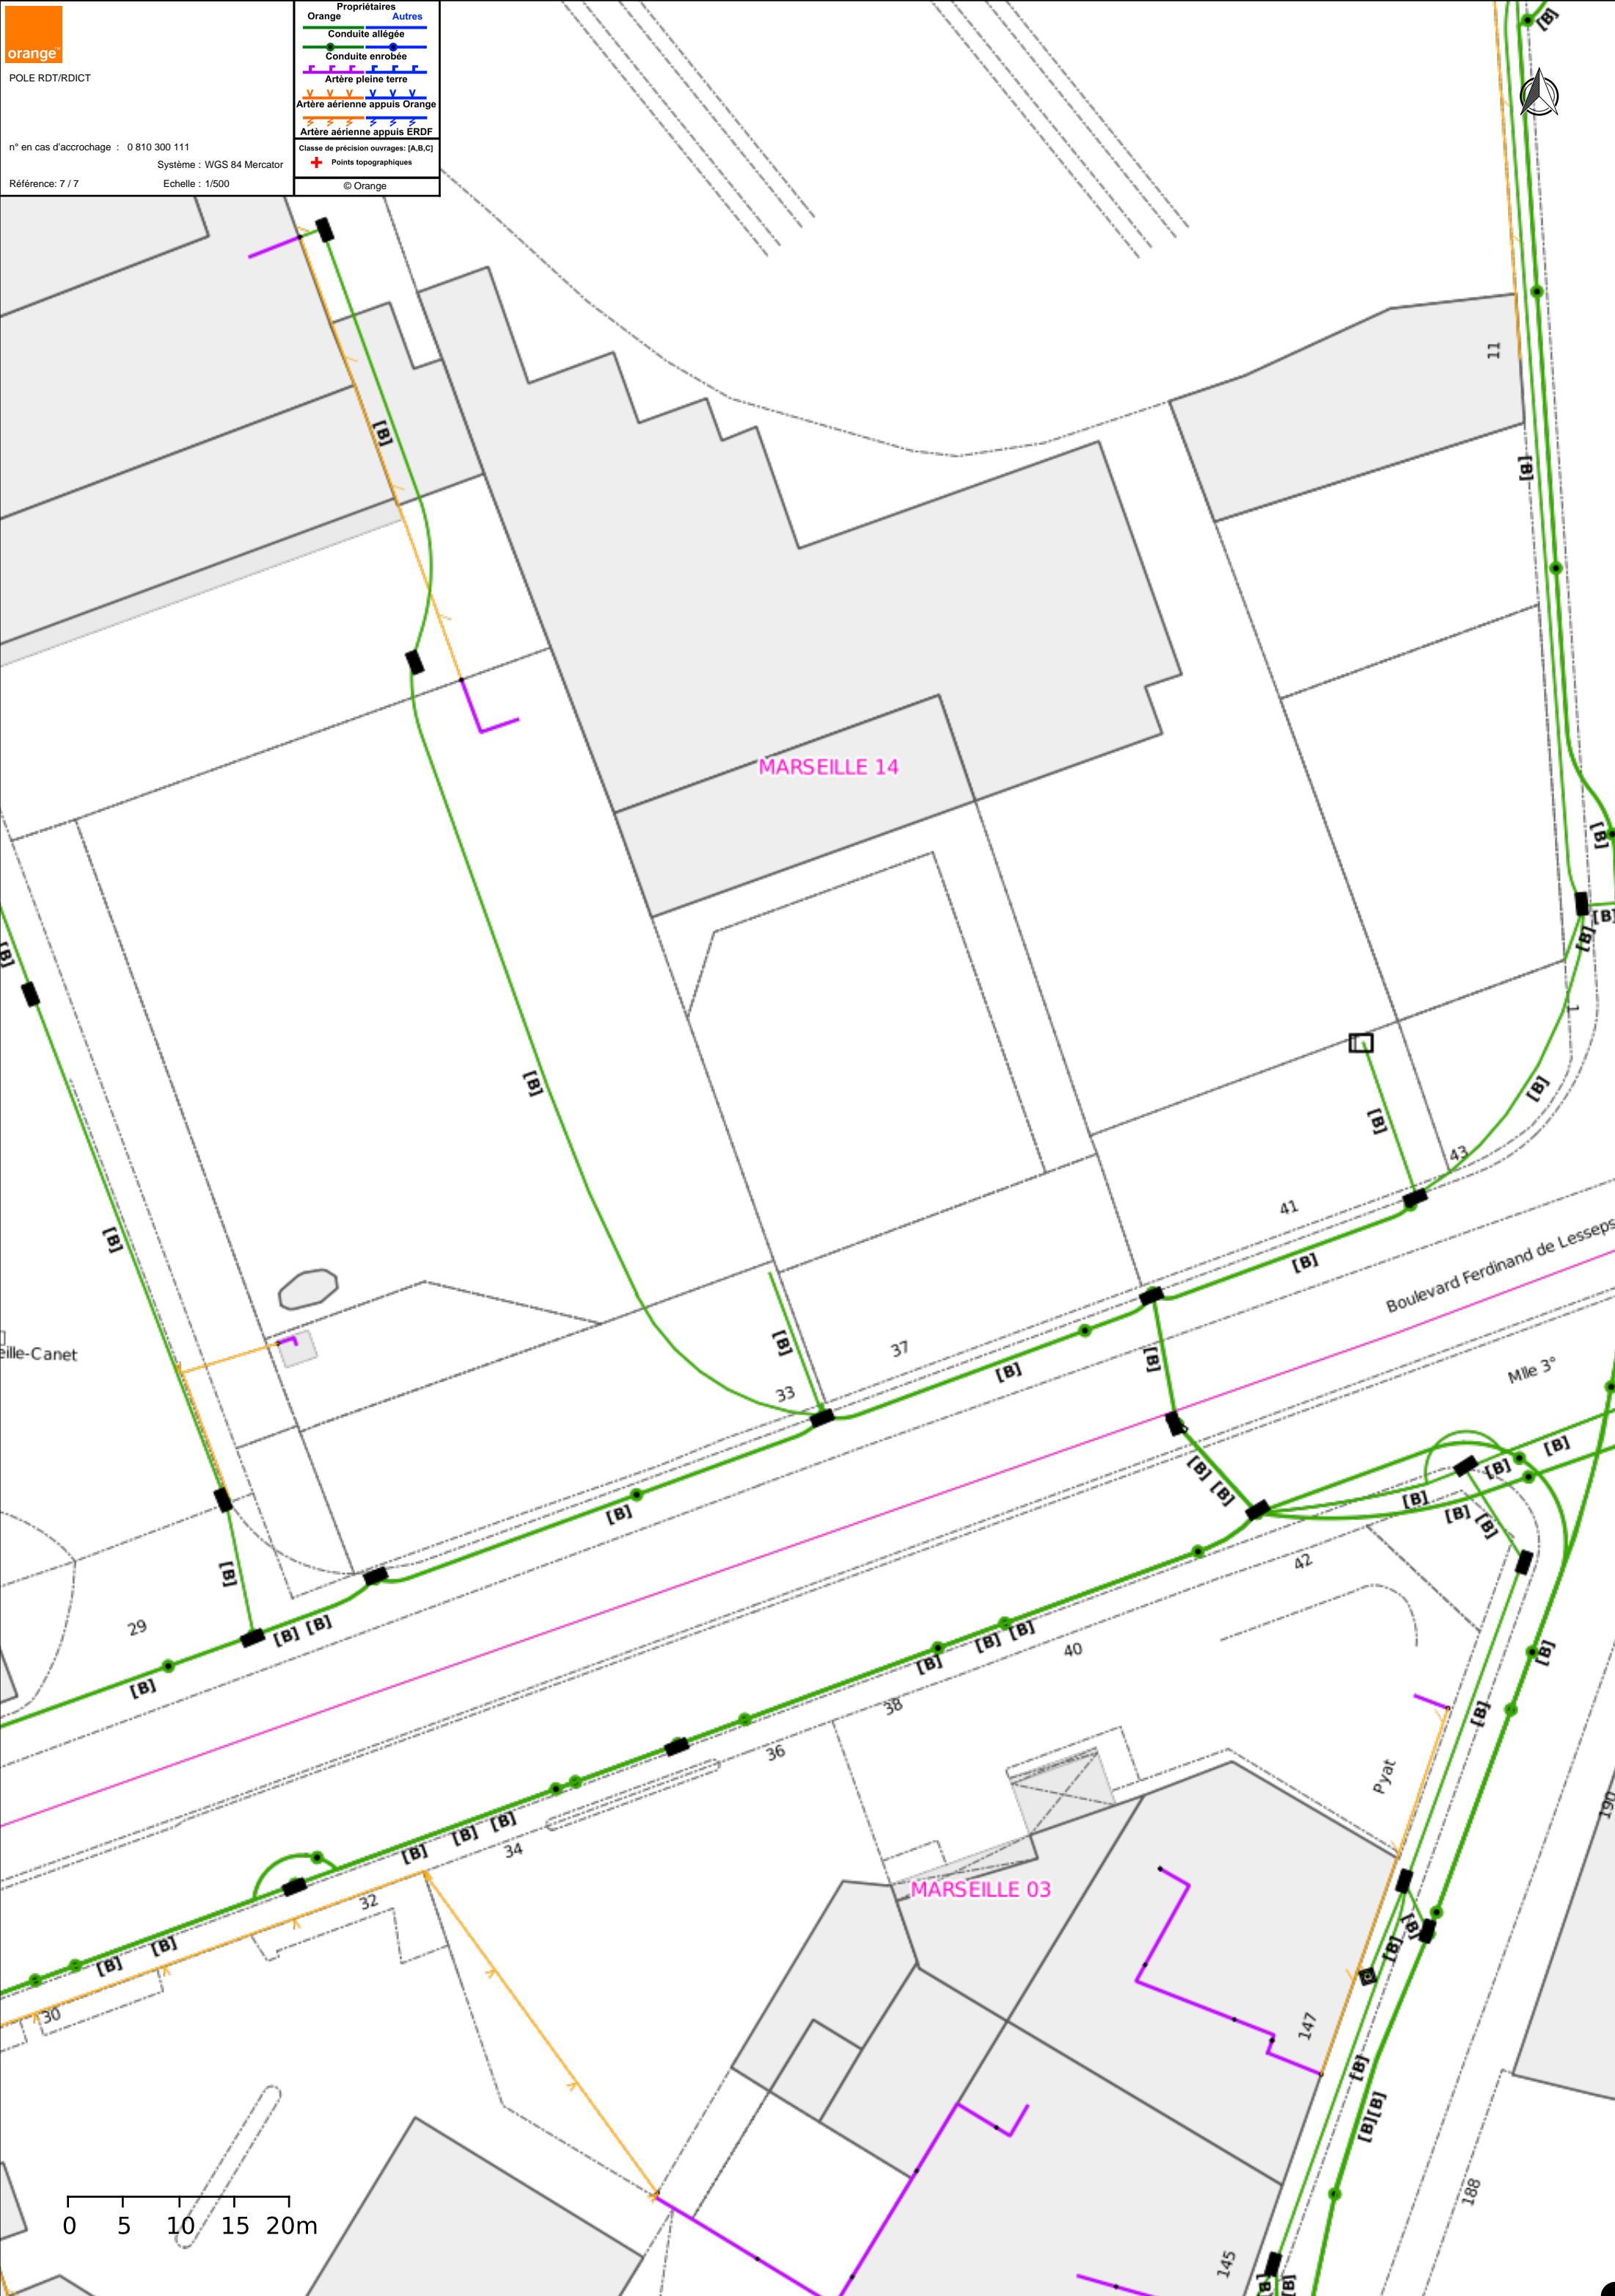 orange™
POLE RDT/RDICT
n° en cas d'accrochage : 0 810 300 111
Système : WGS 84 Mercator
Référence: 7 / 7 Echelle : 1/500
Propriétaires
Orange Autres
Conduite allégée
Conduite enrobée
Artère pleine terre
Artère aérienne appuis Orange
Artère aérienne appuis ERDF
Classe de précision ouvrages: [A,B,C]
Points topographiques
© Orange
[B]
11
[B]
[B]
MARSEILLE 14
[B]
[B]
[B]
[B]
1
[B]
[B]
[B]
43
41
[B]
[B]
Boulevard Ferdinand de Lesseps
37
[B]
[B]
[B]
eille-Canet
33
Mlle 3°
[B]
[B] [B]
[B]
[B]
[B]
[B]
[B]
[B]
42
[B]
29
[B] [B]
[B]
[B] [B]
[B]
40
[B]
38
[B]
36
Pyat
190
[B] [B]
[B]
34
MARSEILLE 03
32
[B]
[B]
[B]
[B]
30
147
[B]
[B][B]
188
145
0 5 10 15 20m
[B]
[B]